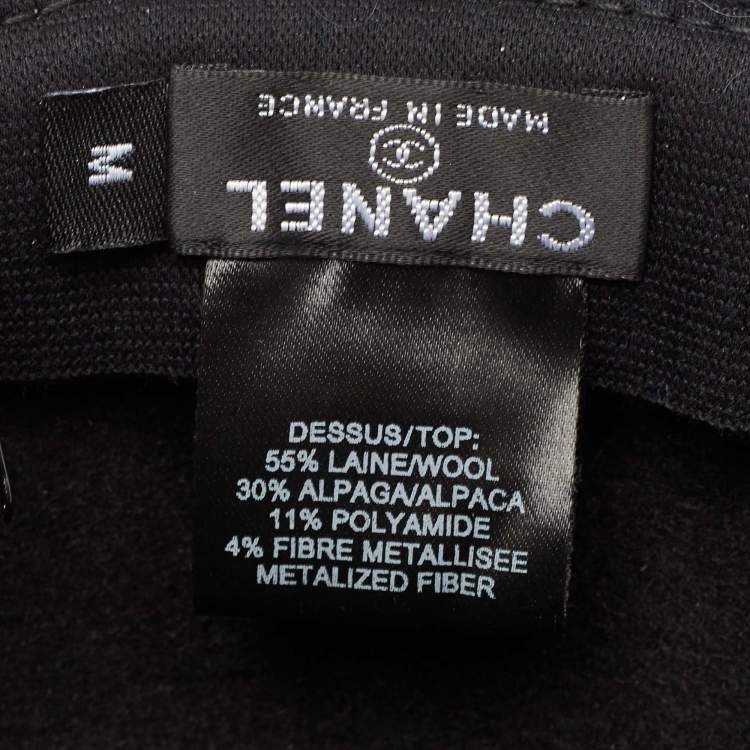 CHANEL
MADE IN FRANCE
M
DESSUS/TOP:
55% LAINE/WOOL
30% ALPAGA/ALPACA
11% POLYAMIDE
4% FIBRE METALLISEE
METALIZED FIBER